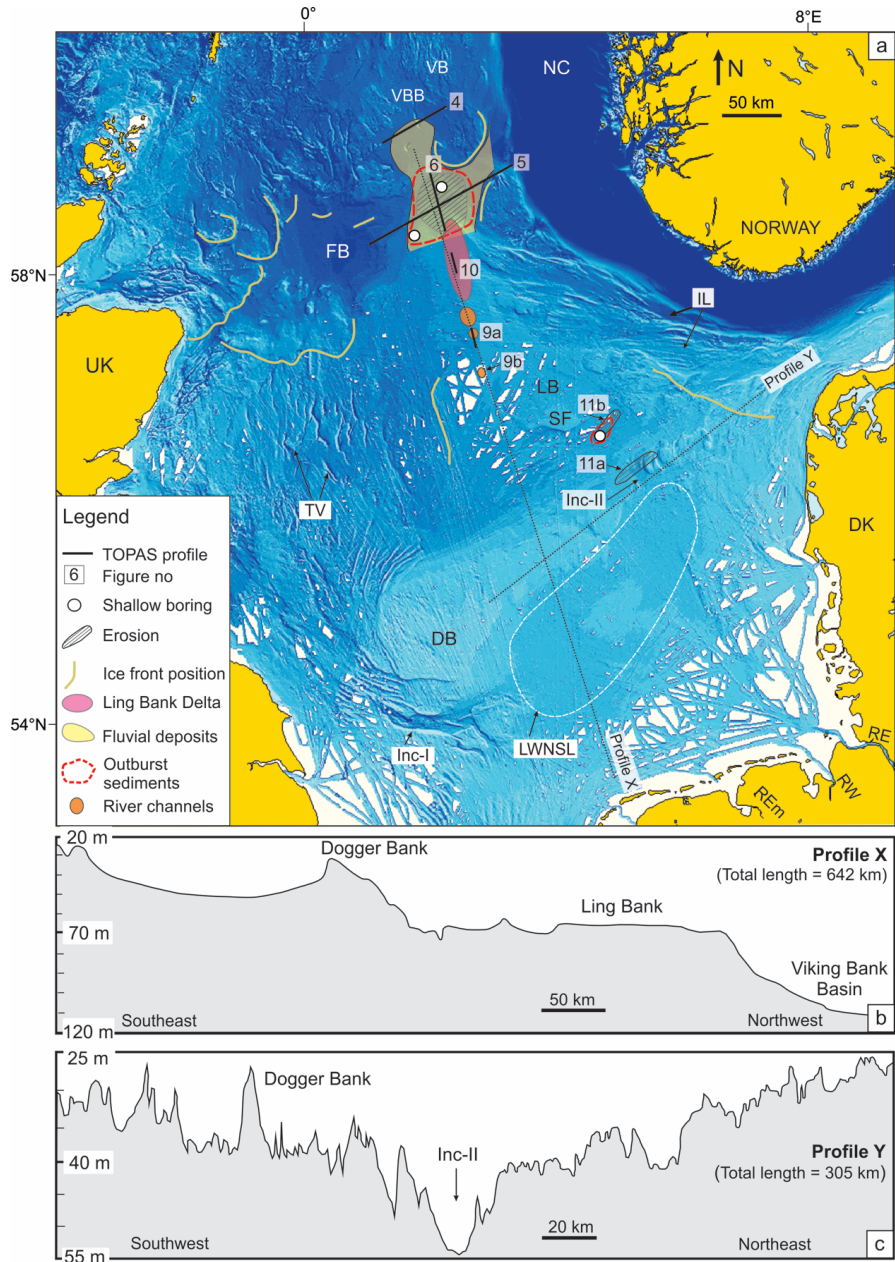 0°
8°E
a
VB
NC
N
VBB
4
50 km
6
5
NORWAY
FB
58°N
10
IL
UK
9a
9b
Profile Y
LB
11b
SF
11a
Inc-II
TV
DK
Legend
TOPAS profile
6 Figure no
Shallow boring
Erosion
Ice front position
Ling Bank Delta
Fluvial deposits
Outburst
sediments
River channels
DB
54°N
Inc-I
LWNSL
Profile X
RE
RW
REm
20 m
Dogger Bank
Profile X
(Total length = 642 km)
Ling Bank
70 m
Viking Bank
Basin
50 km
120 m
Southeast
Northwest
b
25 m
Dogger Bank
Inc-II
40 m
Profile Y
(Total length = 305 km)
20 km
Southwest
Northeast
55 m
c